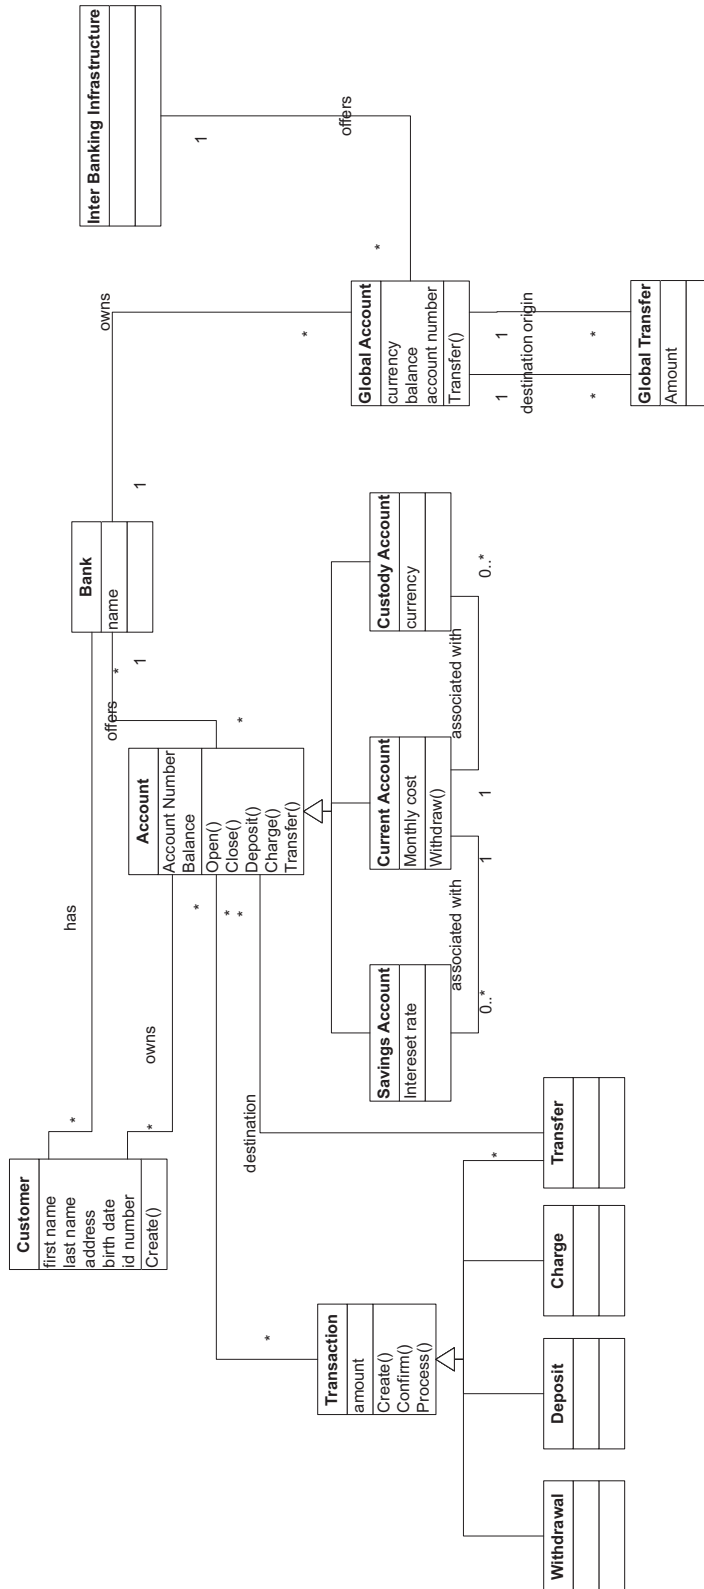 Inter Banking Infrastructure
1
offers
*
owns
*
1
Global Account
currency
balance
account number
Transfer()
1
1
destination
origin
*
*
Global Transfer
Amount
Bank
name
1
*
offers
*
has
*
Account
Account Number
Balance
Open()
Close()
Deposit()
Charge()
Transfer()
*
*
*
owns
*
Customer
first name
last name
address
birth date
id number
Create()
Custody Account
currency
0..*
associated with
1
Current Account
Monthly cost
Withdraw()
1
associated with
0..*
Savings Account
Intereset rate
destination
*
Transaction
amount
Create()
Confirm()
Process()
*
Withdrawal
Deposit
Charge
Transfer